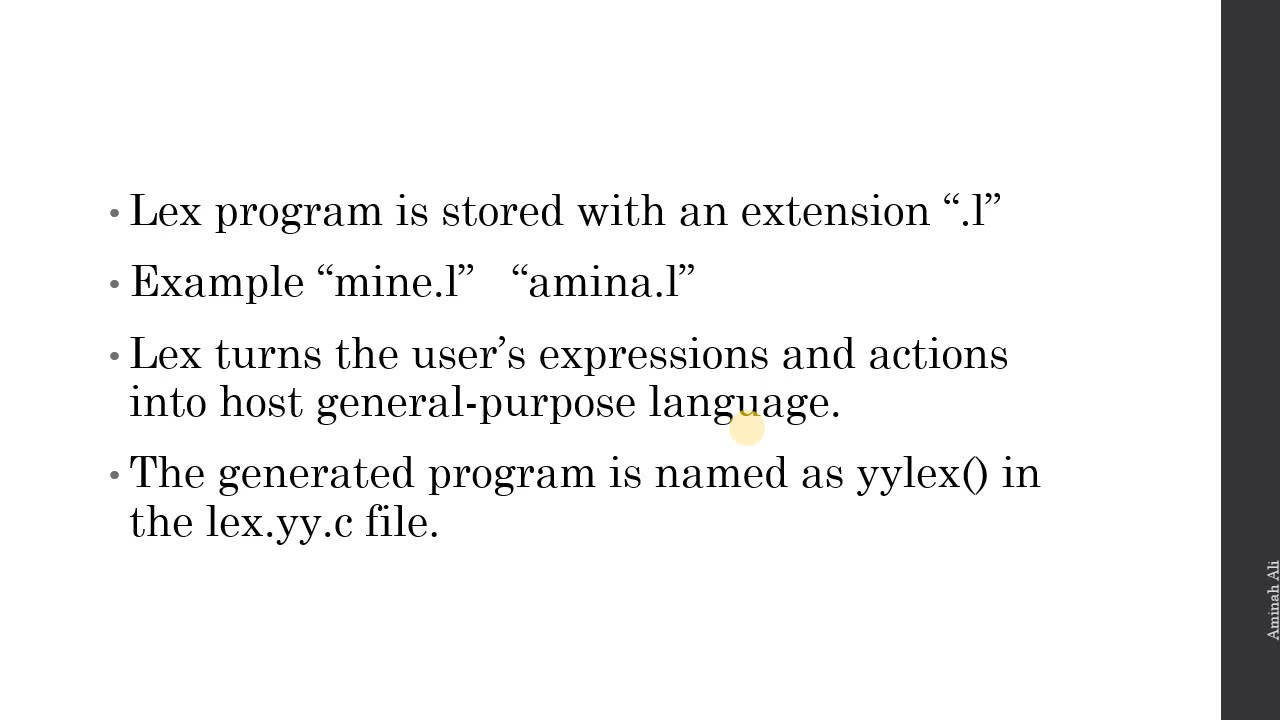 • Lex program is stored with an extension “.l”
• Example “mine.l” “amina.l”
• Lex turns the user’s expressions and actions
into host general-purpose language.
• The generated program is named as yylex() in
the lex.yy.c file.
Aminah Ali